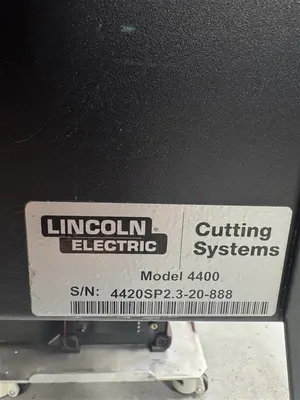 LINCOLN ELECTRIC
Cutting Systems
Model 4400
S/N: 4420SP2.3-20-888